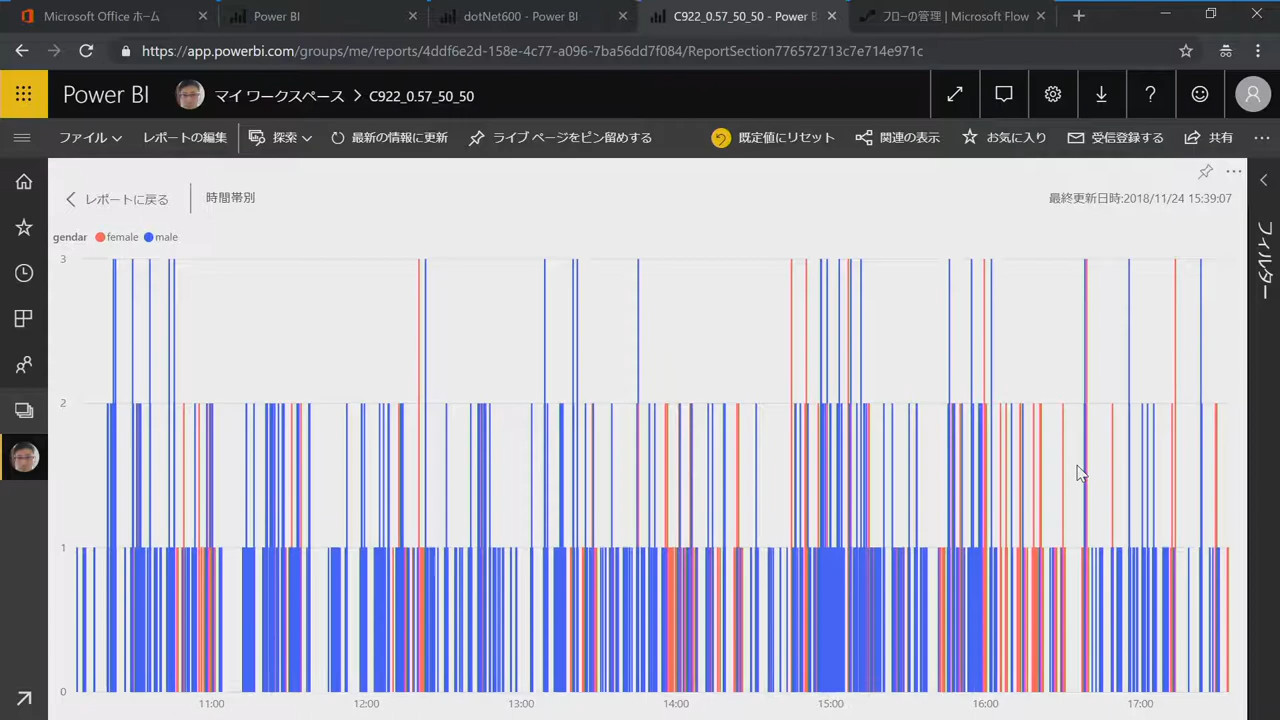 Microsoft Office ホーム
Power BI
dotNet600 - Power BI
C922_0.57_50_50 - Power B
フローの管理 | Microsoft Flow
https://app.powerbi.com/groups/me/reports/4ddf6e2d-158e-4c77-a096-7ba56dd7f084/ReportSection776572713c7e714e971c
Power BI マイ ワークスペース > C922_0.57_50_50
ファイル レポートの編集 探索 最新の情報に更新 ライブ ページをピン留めする 既定値にリセット 関連の表示 お気に入り 受信登録する 共有
レポートに戻る 時間帯別 最終更新日時:2018/11/24 15:39:07
フィルター
gendar female male
3
2
1
0
11:00 12:00 13:00 14:00 15:00 16:00 17:00